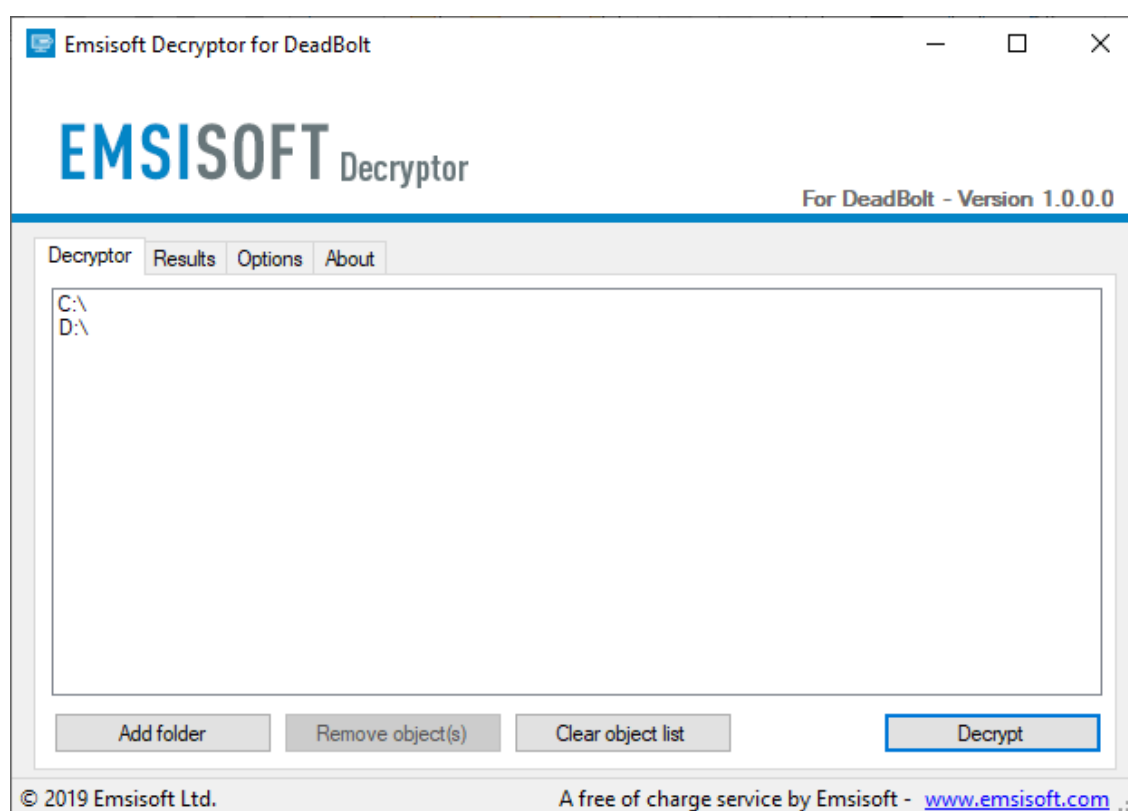 Emsisoft Decryptor for DeadBolt
EMSISOFT Decryptor
For DeadBolt - Version 1.0.0.0
Decryptor Results Options About
C:\
D:\
Add folder Remove object(s) Clear object list Decrypt
© 2019 Emsisoft Ltd. A free of charge service by Emsisoft - www.emsisoft.com